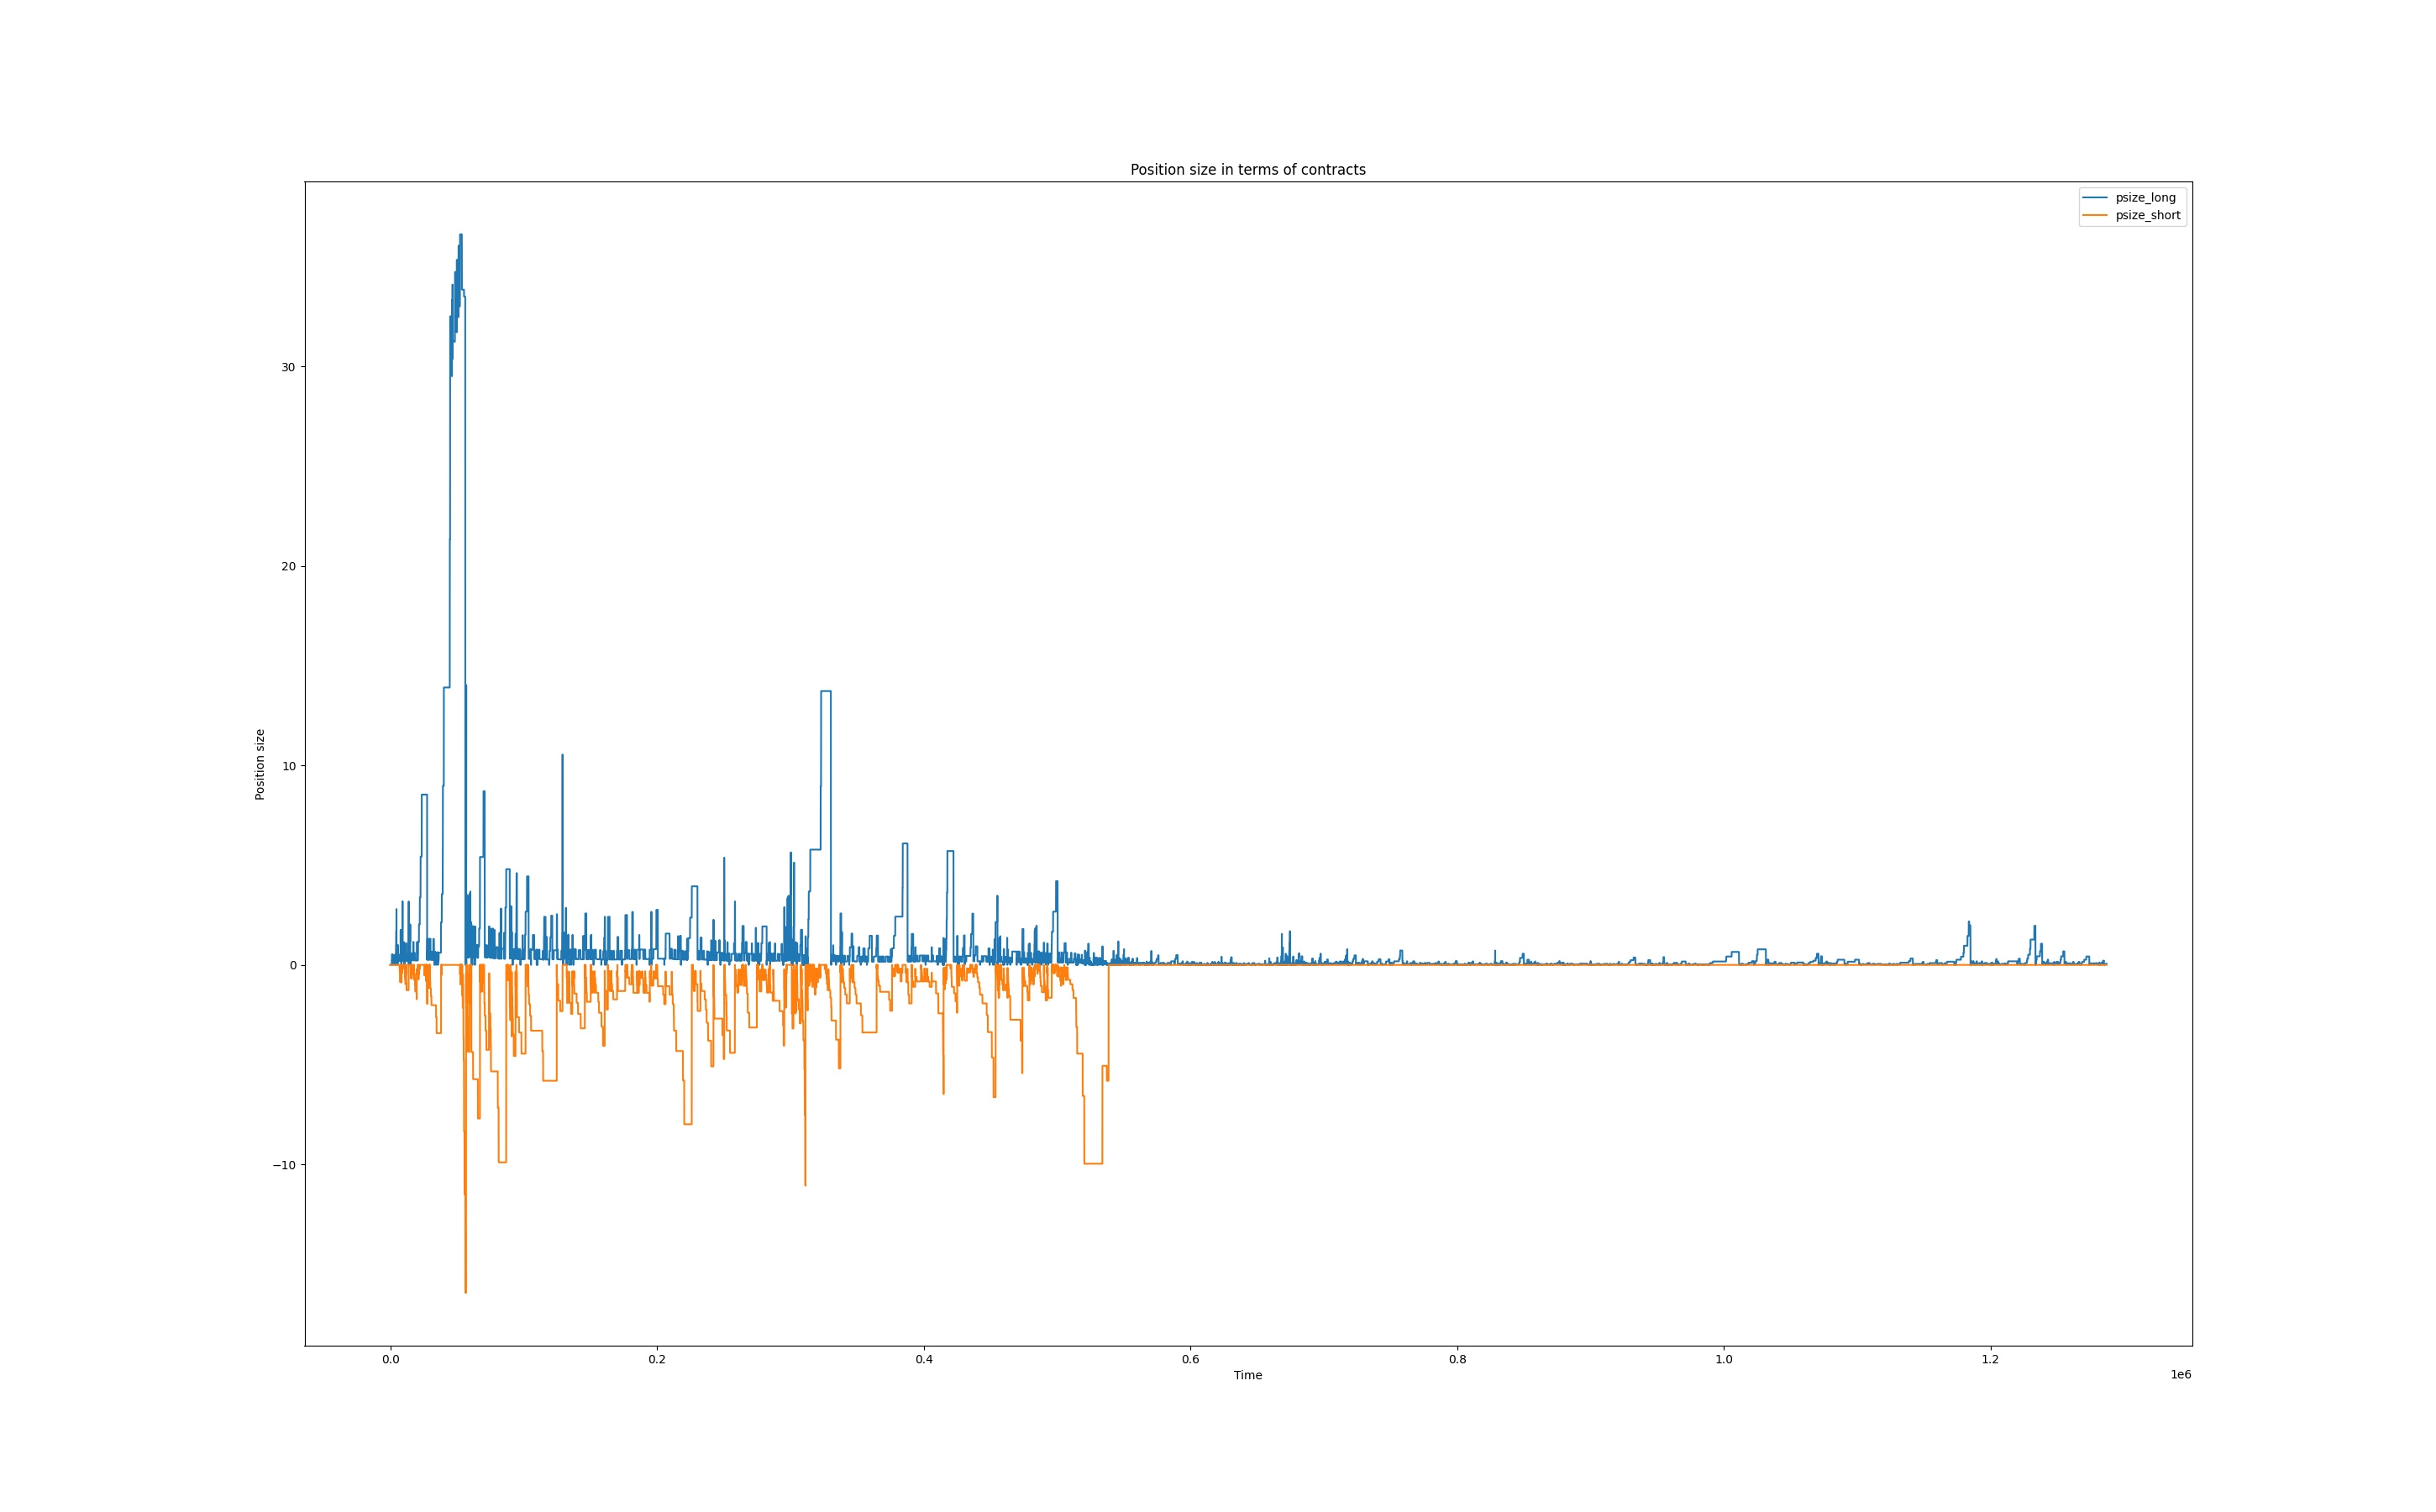 Position size in terms of contracts
psize_long
psize_short
Position size
30
20
10
0
−10
0.0 0.2 0.4 0.6 0.8 1.0 1.2
Time
1e6